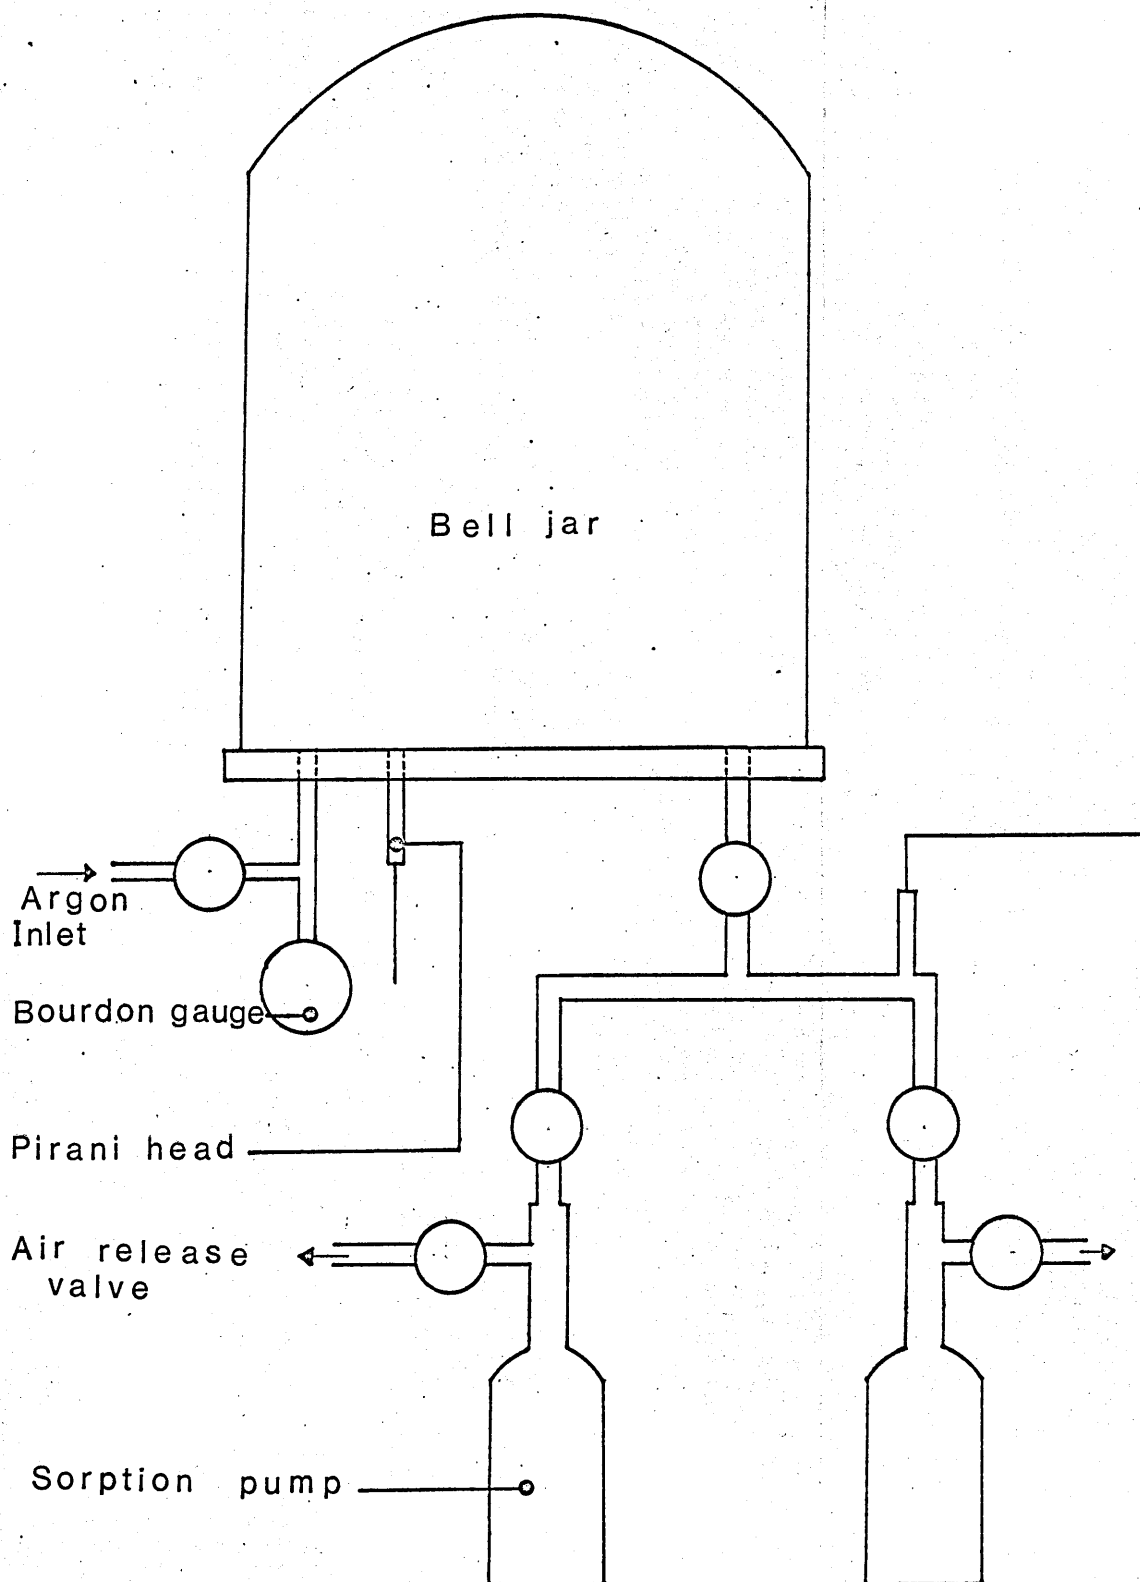 Bell jar
Argon
Inlet
Bourdon gauge
Pirani head
Air release
valve
Sorption pump